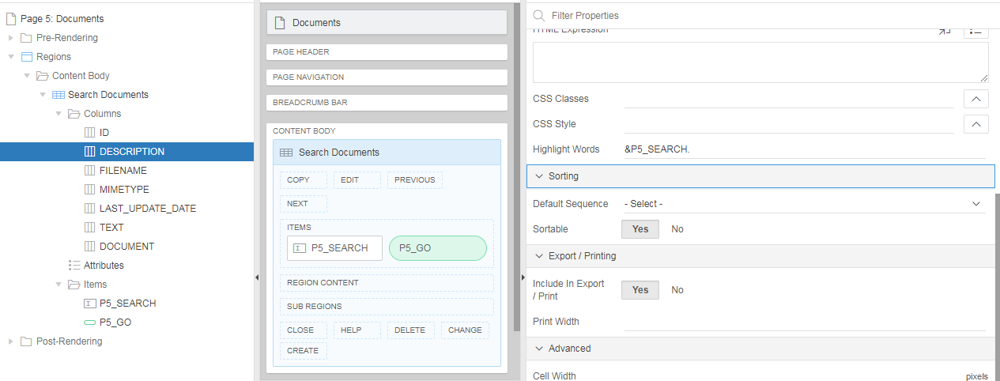 Page 5: Documents
Pre-Rendering
Regions
Content Body
Search Documents
Columns
ID
DESCRIPTION
FILENAME
MIMETYPE
LAST_UPDATE_DATE
TEXT
DOCUMENT
Attributes
Items
P5_SEARCH
P5_GO
Post-Rendering
Documents
PAGE HEADER
PAGE NAVIGATION
BREADCRUMB BAR
CONTENT BODY
Search Documents
COPY EDIT PREVIOUS
NEXT
ITEMS
P5_SEARCH P5_GO
REGION CONTENT
SUB REGIONS
CLOSE HELP DELETE CHANGE
CREATE
Filter Properties
HTML Expression
CSS Classes
CSS Style
Highlight Words &P5_SEARCH.
Sorting
Default Sequence - Select -
Sortable Yes No
Export / Printing
Include In Export
/ Print Yes No
Print Width
Advanced
Cell Width pixels